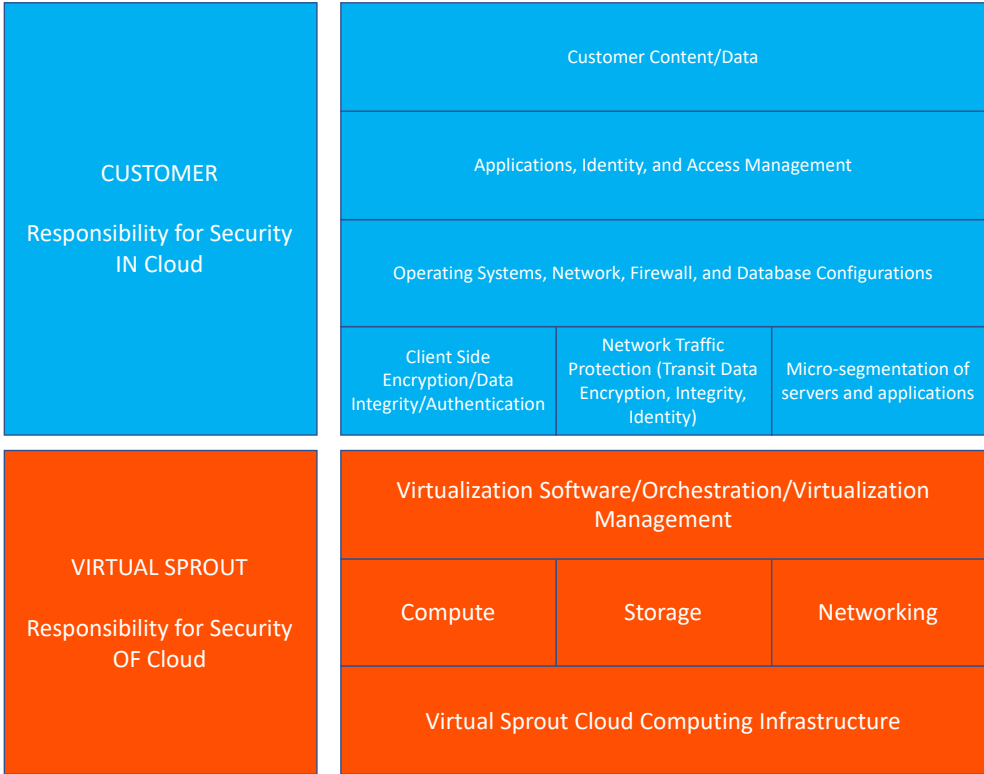 CUSTOMER
Responsibility for Security
IN Cloud
Customer Content/Data
Applications, Identity, and Access Management
Operating Systems, Network, Firewall, and Database Configurations
Client Side
Encryption/Data
Integrity/Authentication
Network Traffic
Protection (Transit Data
Encryption, Integrity,
Identity)
Micro-segmentation of
servers and applications
VIRTUAL SPROUT
Responsibility for Security
OF Cloud
Virtualization Software/Orchestration/Virtualization
Management
Compute
Storage
Networking
Virtual Sprout Cloud Computing Infrastructure